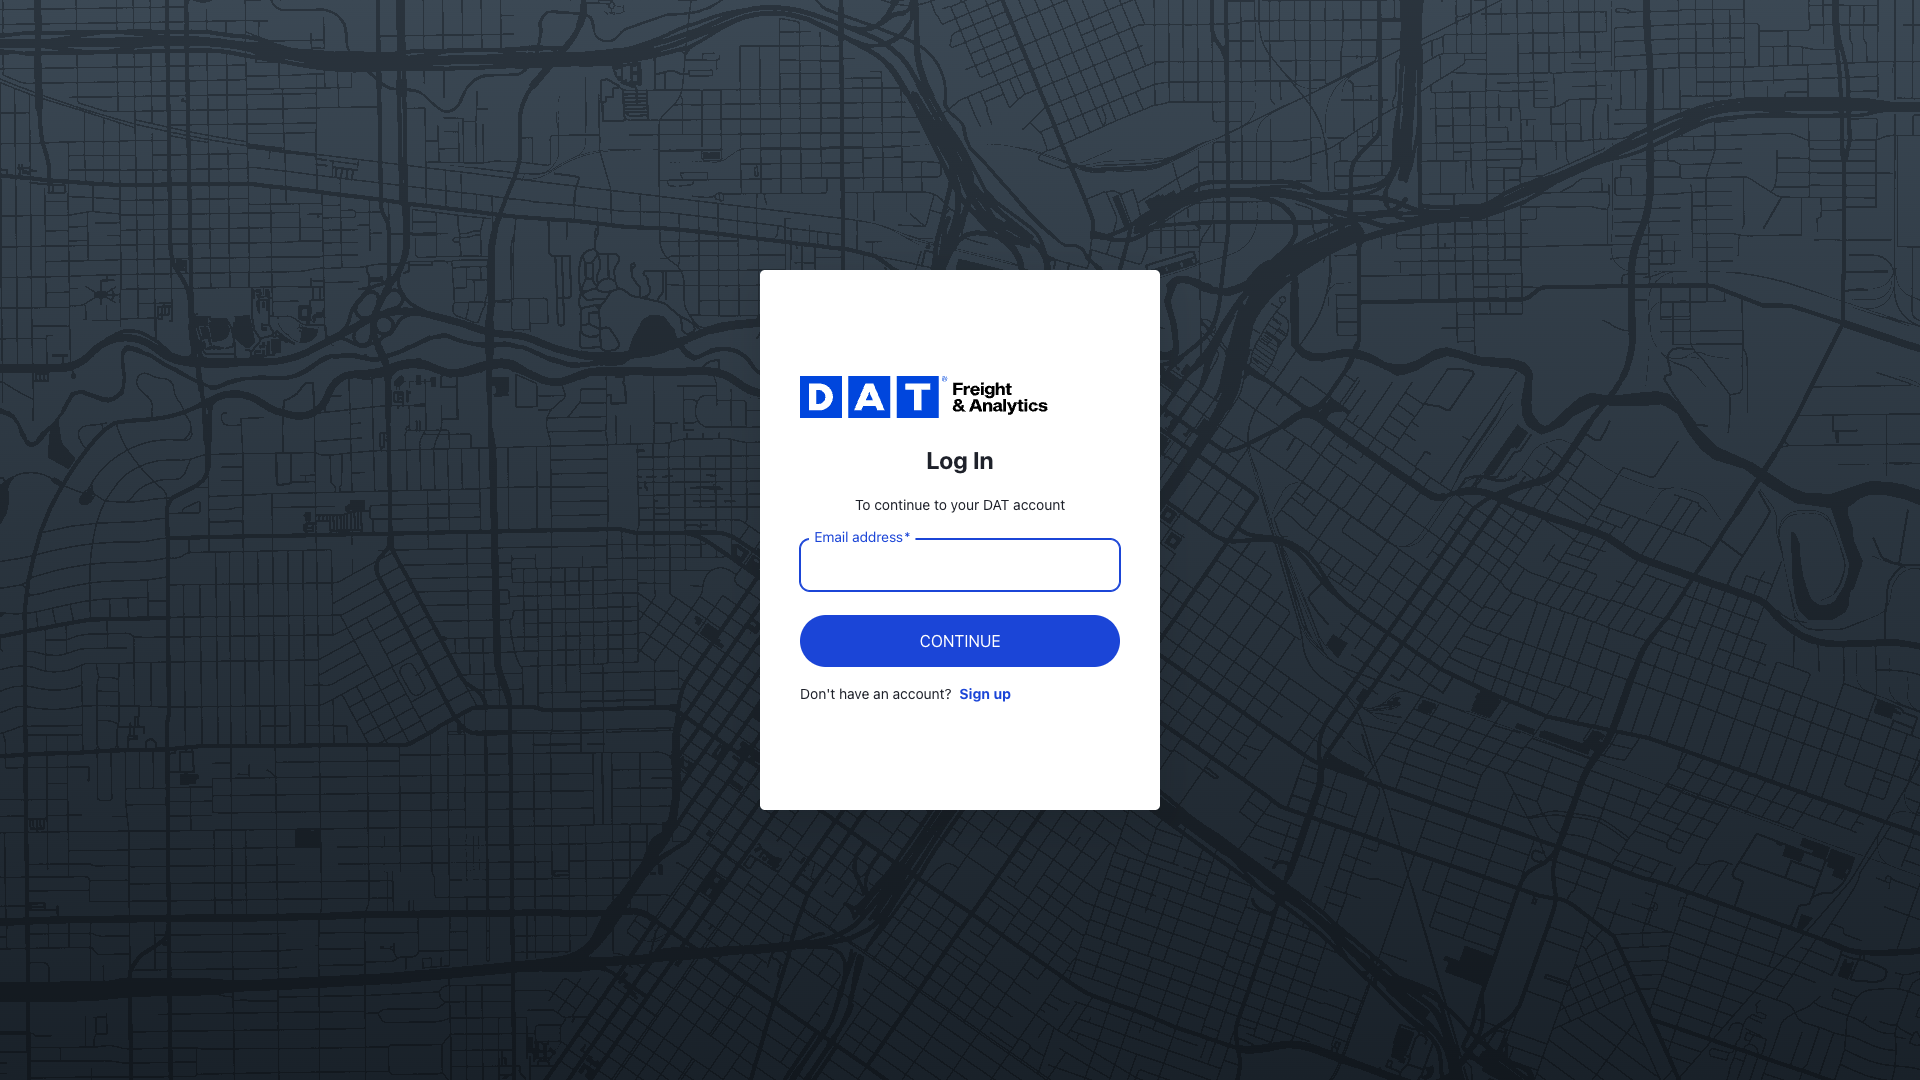 DAT® Freight
& Analytics
Log In
To continue to your DAT account
Email address*
CONTINUE
Don't have an account? Sign up